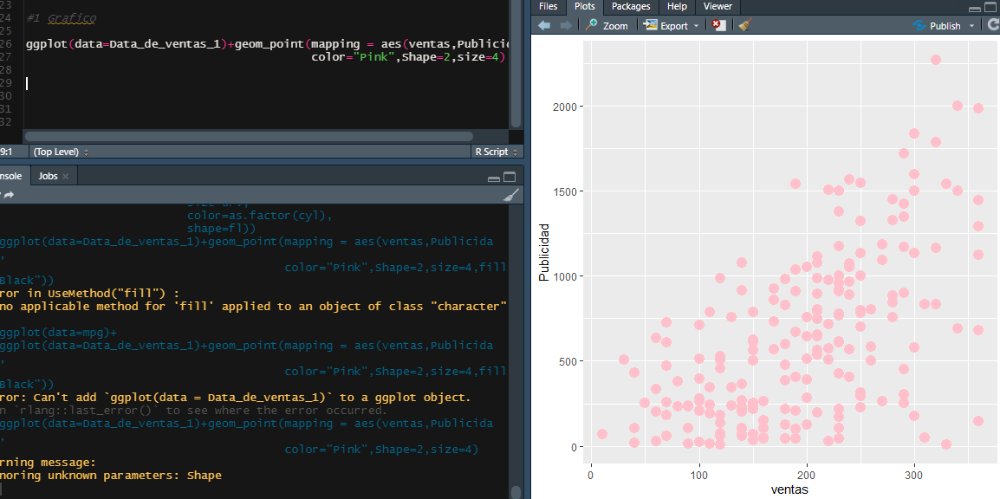 23
24
#1 Grafico
25
26
ggplot(data=Data_de_ventas_1)+geom_point(mapping = aes(ventas,Publici
27
color="Pink",Shape=2,size=4)
28
29
30
31
32
9:1
(Top Level)
R Script
nsole
Jobs
color=as.factor(cyl),
shape=fl))
ggplot(data=Data_de_ventas_1)+geom_point(mapping = aes(ventas,Publicida
,
color="Pink",Shape=2,size=4,fill
Black"))
ror in UseMethod("fill") :
no applicable method for 'fill' applied to an object of class "character"
ggplot(data=mpg)+
ggplot(data=Data_de_ventas_1)+geom_point(mapping = aes(ventas,Publicida
,
color="Pink",Shape=2,size=4,fill
Black"))
ror: Can't add `ggplot(data = Data_de_ventas_1)` to a ggplot object.
n `rlang::last_error()` to see where the error occurred.
ggplot(data=Data_de_ventas_1)+geom_point(mapping = aes(ventas,Publicida
,
color="Pink",Shape=2,size=4)
rning message:
noring unknown parameters: Shape
Files Plots Packages Help Viewer
Zoom Export Publish
Publicidad
2000
1500
1000
500
0
0 100 200 300
ventas